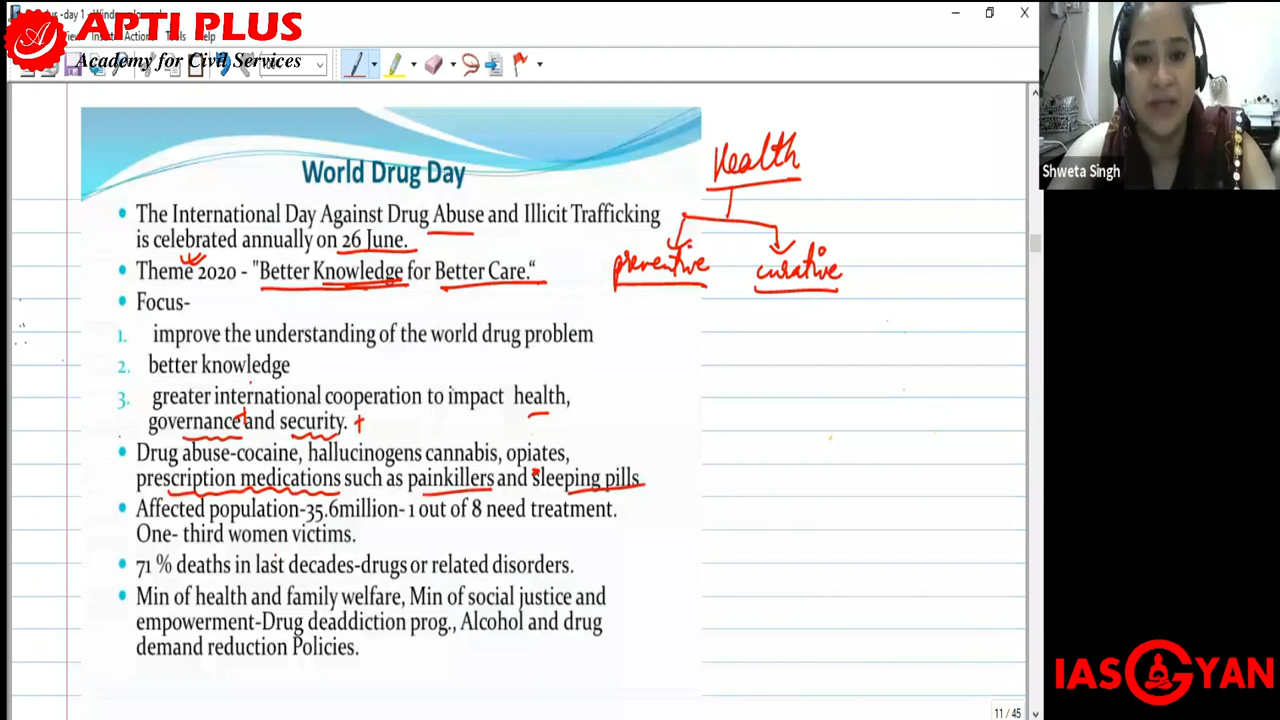 APTI PLUS
Academy for Civil Services
World Drug Day
Health
preventive
curative
• The International Day Against Drug Abuse and Illicit Trafficking
is celebrated annually on 26 June.
• Theme 2020 - "Better Knowledge for Better Care.“
• Focus-
1. improve the understanding of the world drug problem
2. better knowledge
3. greater international cooperation to impact health,
governance and security. +
• Drug abuse-cocaine, hallucinogens cannabis, opiates,
prescription medications such as painkillers and sleeping pills.
• Affected population-35.6million- 1 out of 8 need treatment.
One- third women victims.
• 71 % deaths in last decades-drugs or related disorders.
• Min of health and family welfare, Min of social justice and
empowerment-Drug deaddiction prog., Alcohol and drug
demand reduction Policies.
Shweta Singh
11 / 45
IAS GYAN